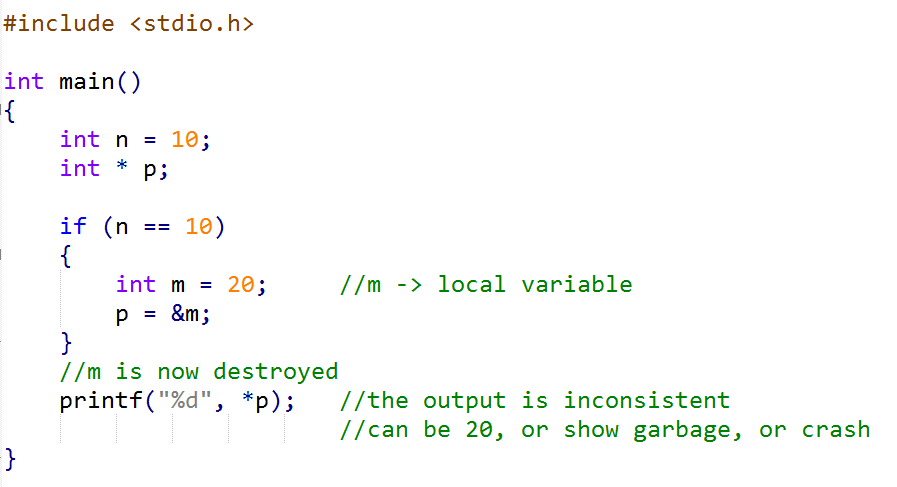 #include <stdio.h>
int main()
{
int n = 10;
int * p;
if (n == 10)
{
int m = 20; //m -> local variable
p = &m;
}
//m is now destroyed
printf("%d", *p); //the output is inconsistent
//can be 20, or show garbage, or crash
}